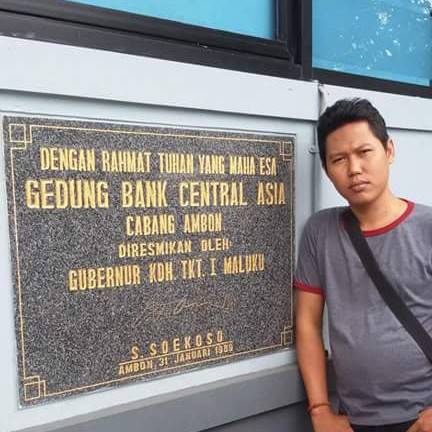 DENGAN RAHMAT TUHAN YANG MAHA ESA
GEDUNG BANK CENTRAL ASIA
CABANG AMBON
DIRESMIKAN OLEH:
GUBERNUR KDH TKT. I MALUKU
S. SOEKOSO
AMBON 31 JANUARI 1989